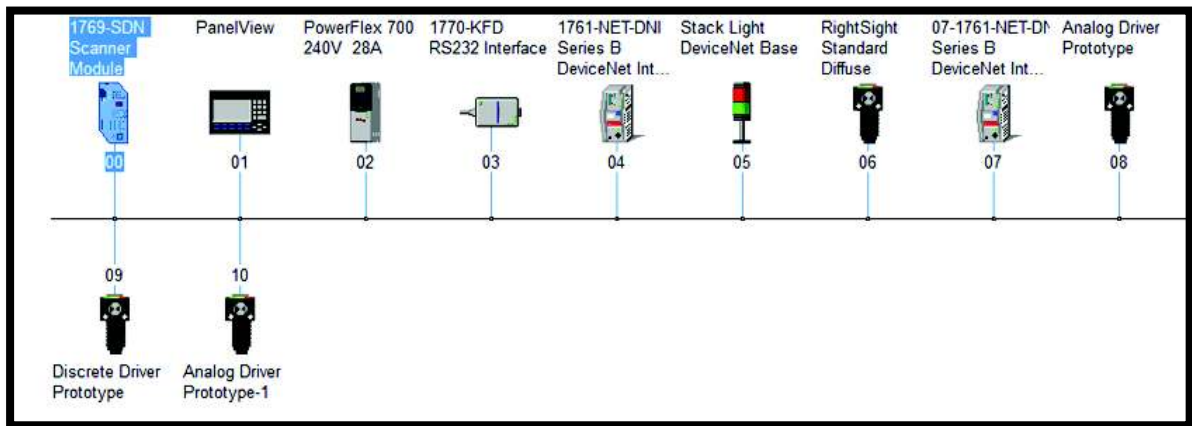 1769-SDN
Scanner
Module
00
PanelView
01
PowerFlex 700
240V 28A
02
1770-KFD
RS232 Interface
03
1761-NET-DNI
Series B
DeviceNet Int...
04
Stack Light
DeviceNet Base
05
RightSight
Standard
Diffuse
06
07-1761-NET-DN
Series B
DeviceNet Int...
07
Analog Driver
Prototype
08
09
Discrete Driver
Prototype
10
Analog Driver
Prototype-1